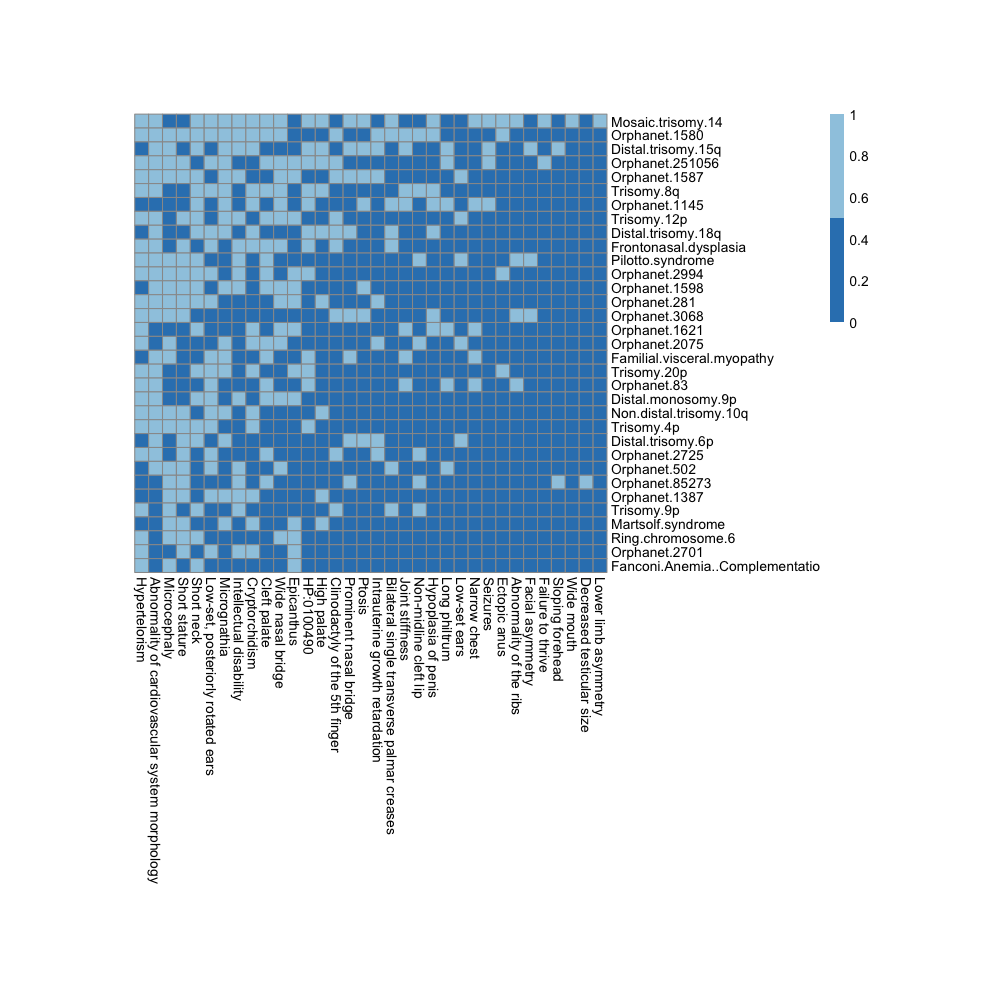 Mosaic.trisomy.14
Orphanet.1580
Distal.trisomy.15q
Orphanet.251056
Orphanet.1587
Trisomy.8q
Orphanet.1145
Trisomy.12p
Distal.trisomy.18q
Frontonasal.dysplasia
Pilotto.syndrome
Orphanet.2994
Orphanet.1598
Orphanet.281
Orphanet.3068
Orphanet.1621
Orphanet.2075
Familial.visceral.myopathy
Trisomy.20p
Orphanet.83
Distal.monosomy.9p
Non.distal.trisomy.10q
Trisomy.4p
Distal.trisomy.6p
Orphanet.2725
Orphanet.502
Orphanet.85273
Orphanet.1387
Trisomy.9p
Martsolf.syndrome
Ring.chromosome.6
Orphanet.2701
Fanconi.Anemia..Complementatio
1
0.8
0.6
0.4
0.2
0
Hypertelorism
Abnormality of cardiovascular system morphology
Microcephaly
Short stature
Short neck
Low-set, posteriorly rotated ears
Micrognathia
Intellectual disability
Cryptorchidism
Cleft palate
Wide nasal bridge
Epicanthus
HP:0100490
High palate
Clinodactyly of the 5th finger
Prominent nasal bridge
Ptosis
Intrauterine growth retardation
Bilateral single transverse palmar creases
Joint stiffness
Non-midline cleft lip
Hypoplasia of penis
Long philtrum
Low-set ears
Narrow chest
Seizures
Ectopic anus
Abnormality of the ribs
Facial asymmetry
Failure to thrive
Sloping forehead
Wide mouth
Decreased testicular size
Lower limb asymmetry